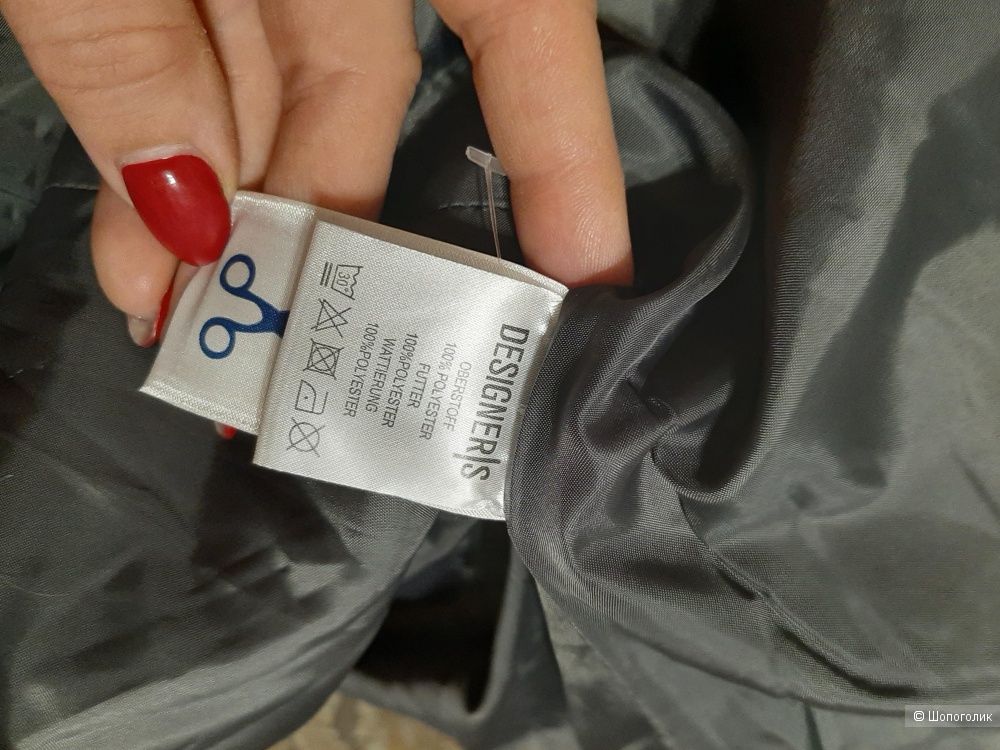 DESIGNER|S
OBERSTOFF
100% POLYESTER
FUTTER
100%POLYESTER
WATTIERUNG
100%POLYESTER
30°
© Шопоголик